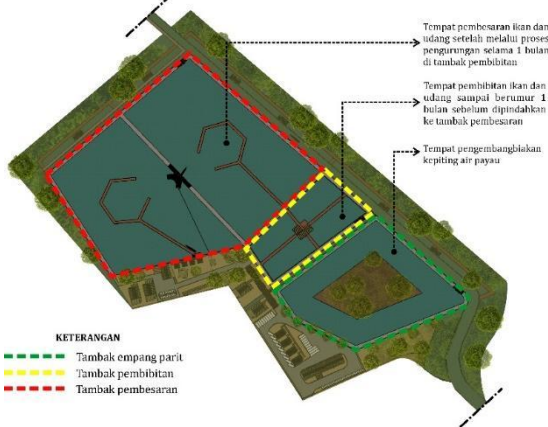 Tempat pembesaran ikan dan
udang setelah melalui proses
pengurungan selama 1 bulan
di tambak pembibitan
Tempat pembibitan ikan dan
udang sampai berumur 1
bulan sebelum dipindahkan
ke tambak pembesaran
Tempat pengembangbiakan
kepiting air payau
KETERANGAN
Tambak empang parit
Tambak pembibitan
Tambak pembesaran